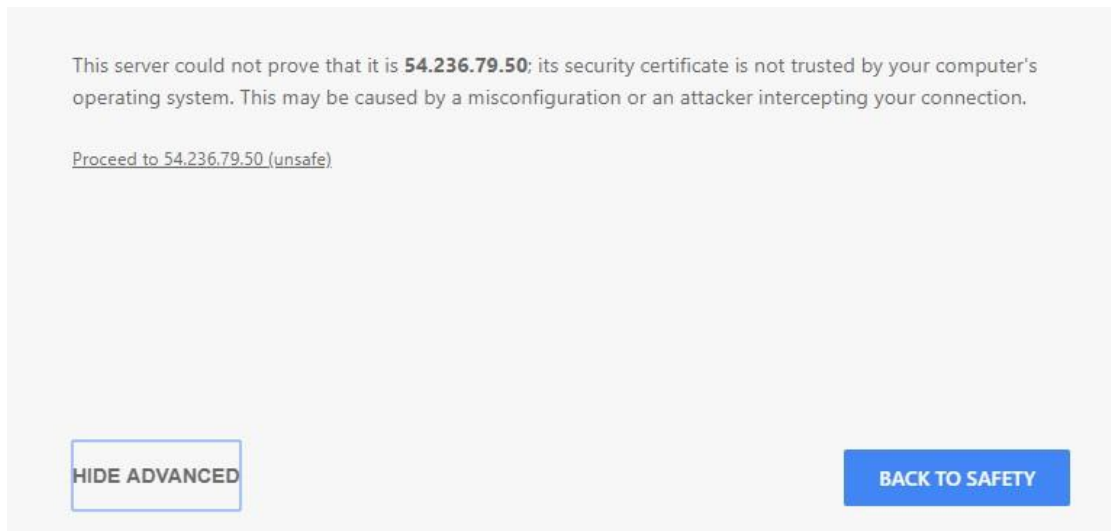 This server could not prove that it is 54.236.79.50; its security certificate is not trusted by your computer's
operating system. This may be caused by a misconfiguration or an attacker intercepting your connection.
Proceed to 54.236.79.50 (unsafe)
HIDE ADVANCED
BACK TO SAFETY